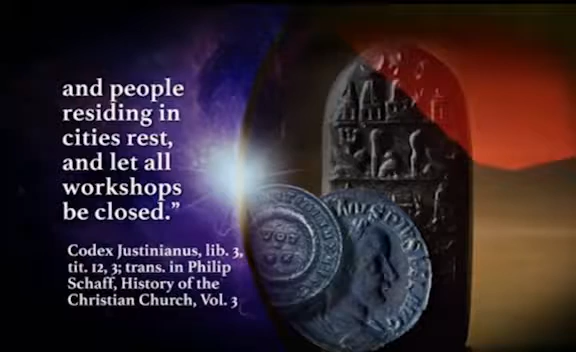 and people
residing in
cities rest,
and let all
workshops
be closed.”
Codex Justinianus, lib. 3,
tit. 12, 3; trans. in Philip
Schaff, History of the
Christian Church, Vol. 3